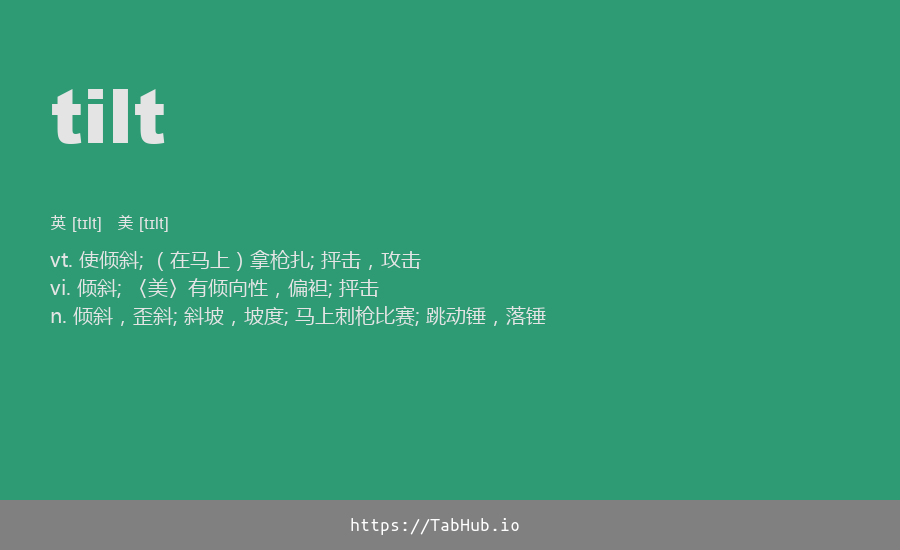 tilt
英 [tɪlt] 美 [tɪlt]
vt. 使倾斜; （在马上）拿枪扎; 抨击，攻击
vi. 倾斜; 〈美〉有倾向性，偏袒; 抨击
n. 倾斜，歪斜; 斜坡，坡度; 马上刺枪比赛; 跳动锤，落锤
https://TabHub.io